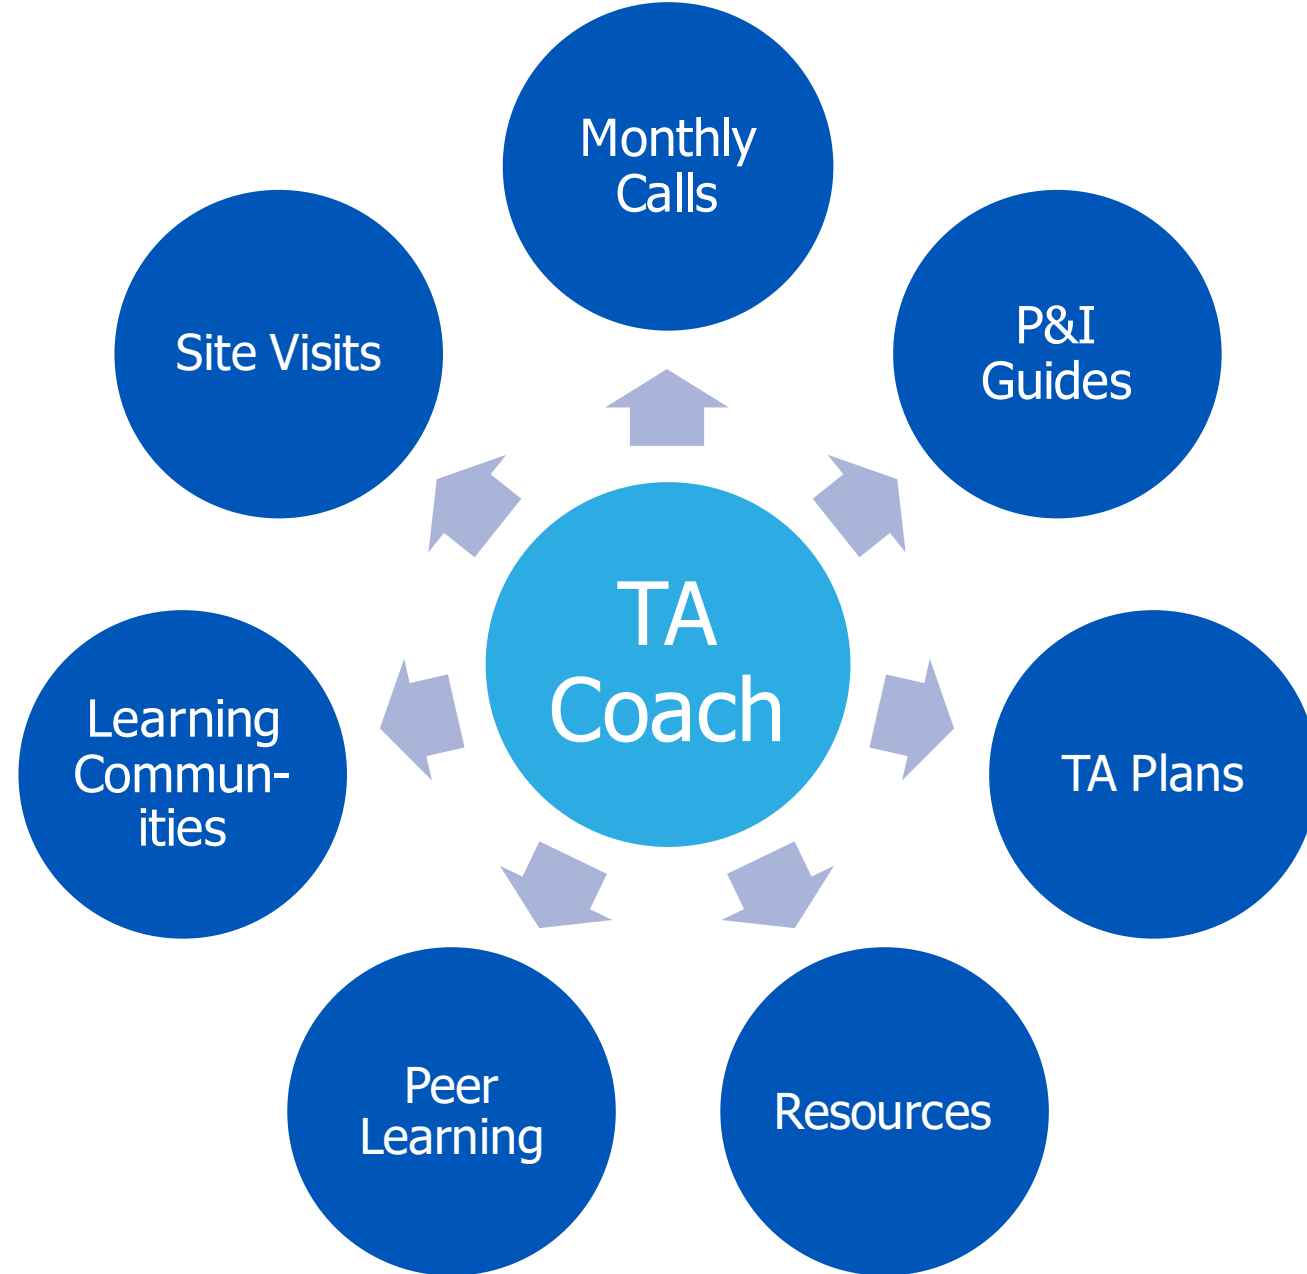 Monthly
Calls
P&I
Guides
TA Plans
Resources
Peer
Learning
Learning
Commun-
ities
Site Visits
TA
Coach